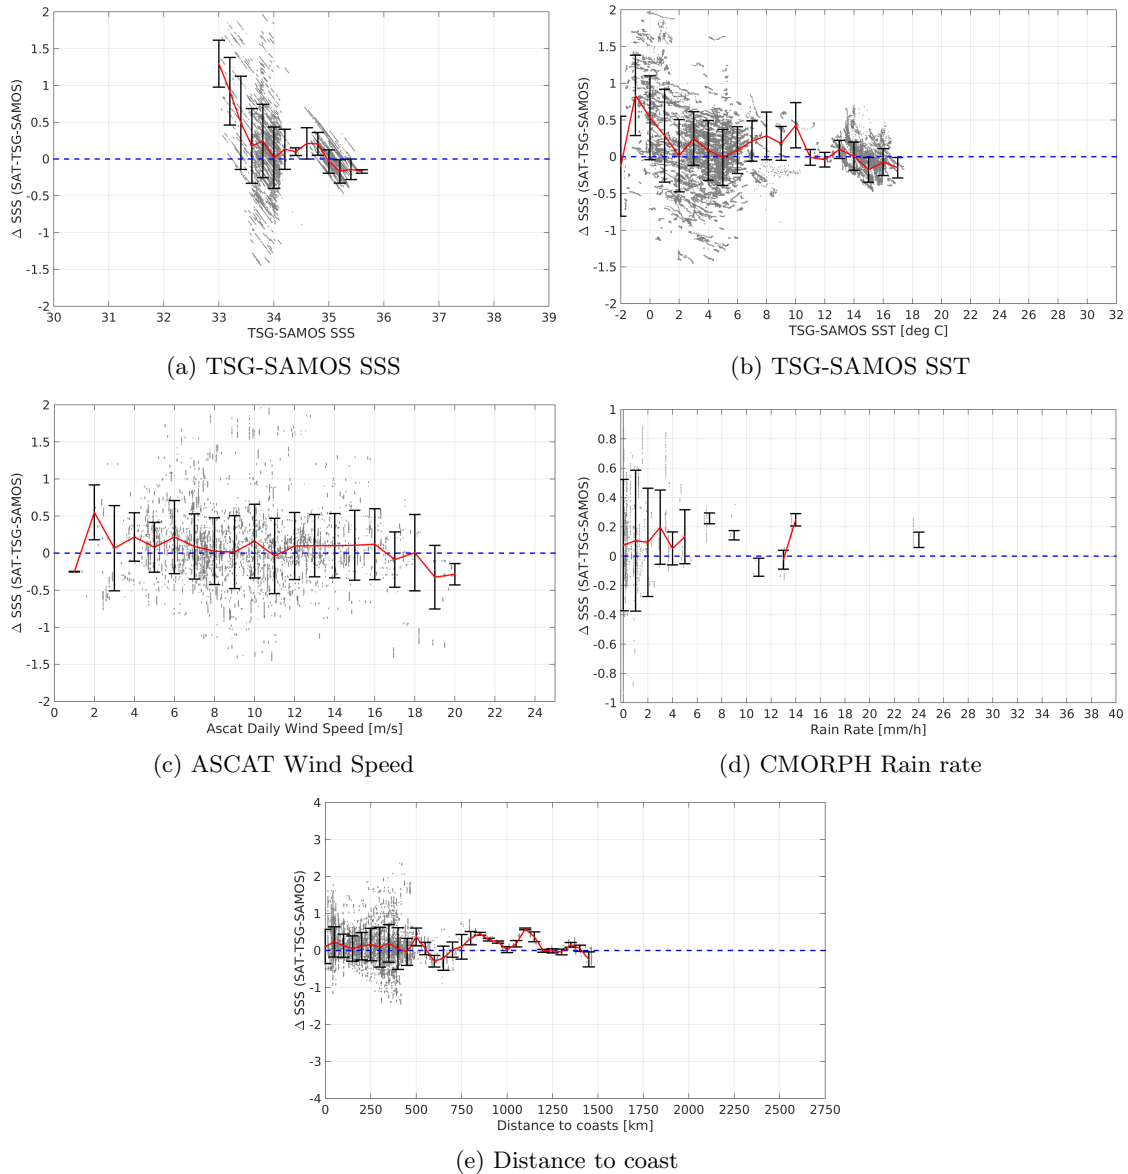 2
1.5
1
0.5
0
-0.5
-1
-1.5
-2
Δ SSS (SAT-TSG-SAMOS)
30 31 32 33 34 35 36 37 38 39
TSG-SAMOS SSS
(a) TSG-SAMOS SSS
2
1.5
1
0.5
0
-0.5
-1
-1.5
-2
Δ SSS (SAT-TSG-SAMOS)
-2 0 2 4 6 8 10 12 14 16 18 20 22 24 26 28 30 32
TSG-SAMOS SST [deg C]
(b) TSG-SAMOS SST
2
1.5
1
0.5
0
-0.5
-1
-1.5
-2
Δ SSS (SAT-TSG-SAMOS)
0 2 4 6 8 10 12 14 16 18 20 22 24
Ascat Daily Wind Speed [m/s]
(c) ASCAT Wind Speed
1
0.8
0.6
0.4
0.2
0
-0.2
-0.4
-0.6
-0.8
-1
Δ SSS (SAT-TSG-SAMOS)
0 2 4 6 8 10 12 14 16 18 20 22 24 26 28 30 32 34 36 38 40
Rain Rate [mm/h]
(d) CMORPH Rain rate
4
3
2
1
0
-1
-2
-3
-4
Δ SSS (SAT-TSG-SAMOS)
0 250 500 750 1000 1250 1500 1750 2000 2250 2500 2750
Distance to coasts [km]
(e) Distance to coast